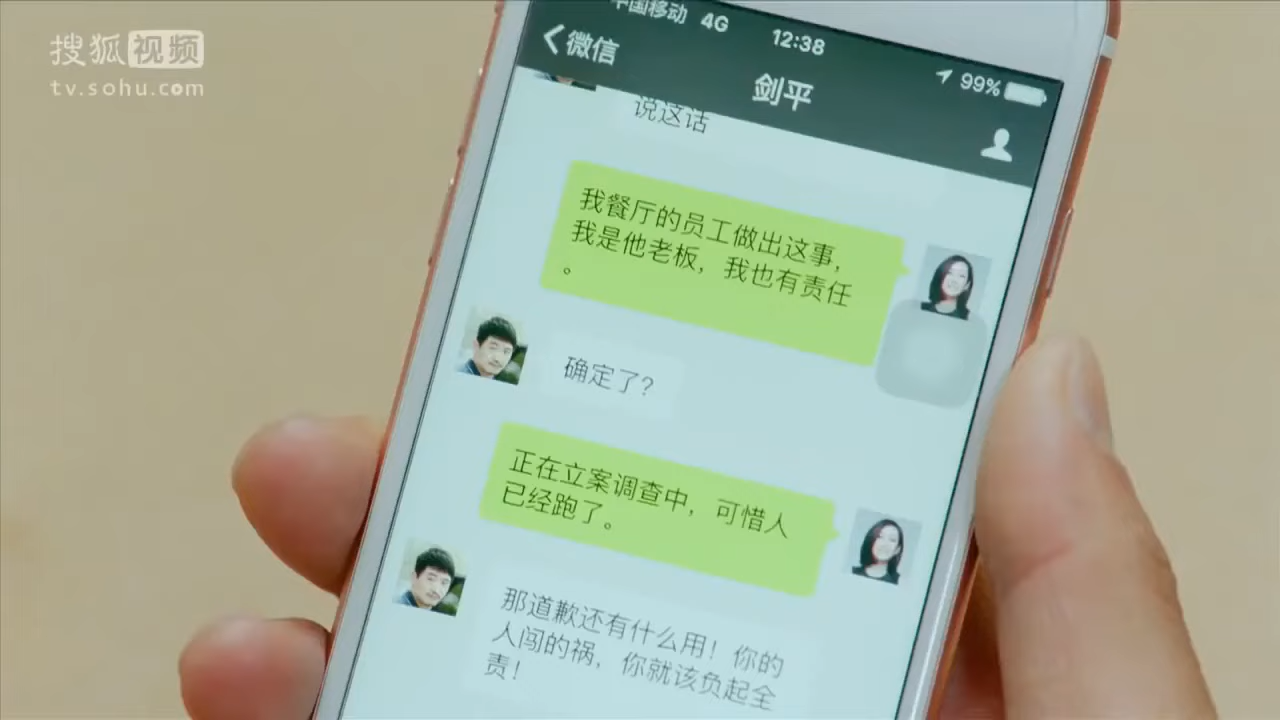 搜狐视频
tv.sohu.com
中国移动 4G 12:38 99%
微信
剑平
说这话
我餐厅的员工做出这事,
我是他老板，我也有责任
。
确定了?
正在立案调查中，可惜人
已经跑了。
那道歉还有什么用！你的
人闯的祸，你就该负起全
责！